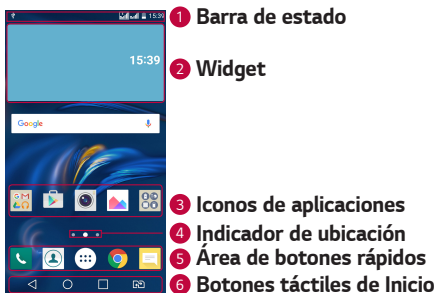 15:39
1 Barra de estado
15:39
2 Widget
Google
3 Iconos de aplicaciones
4 Indicador de ubicación
5 Área de botones rápidos
6 Botones táctiles de Inicio